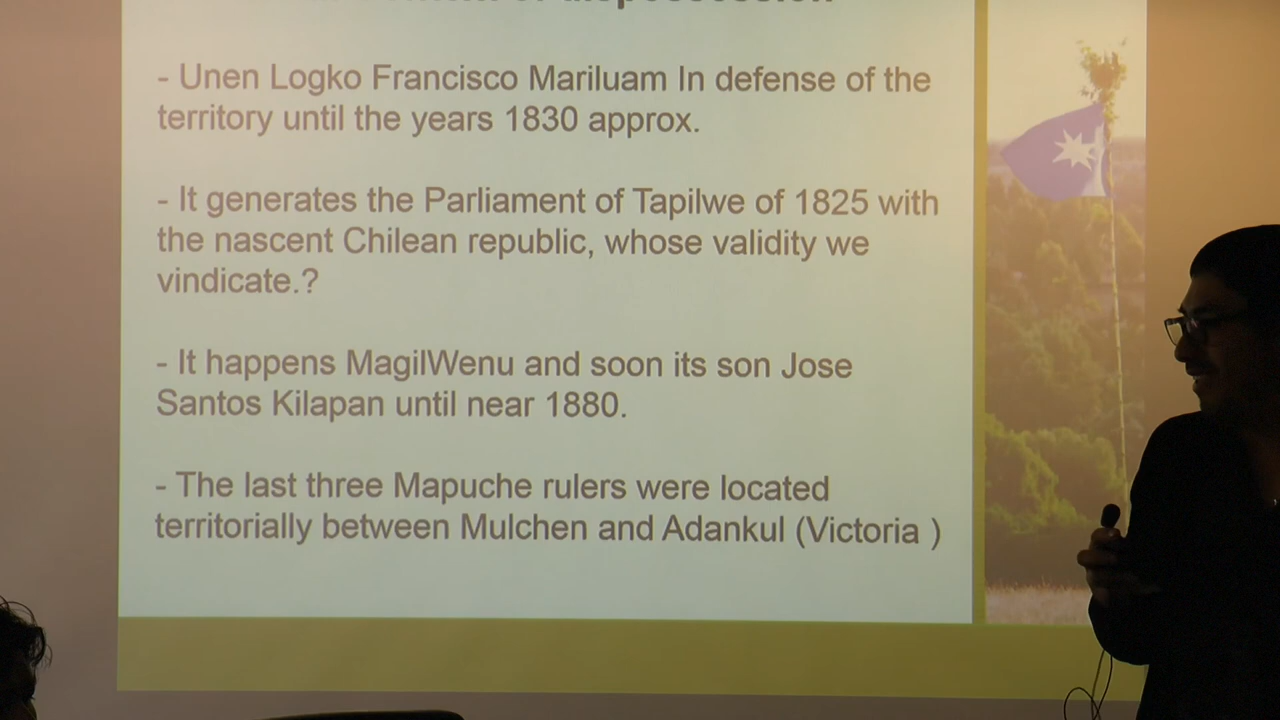 of dispossession
- Unen Logko Francisco Mariluam In defense of the
territory until the years 1830 approx.
- It generates the Parliament of Tapilwe of 1825 with
the nascent Chilean republic, whose validity we
vindicate.?
- It happens MagilWenu and soon its son Jose
Santos Kilapan until near 1880.
- The last three Mapuche rulers were located
territorially between Mulchen and Adankul (Victoria )